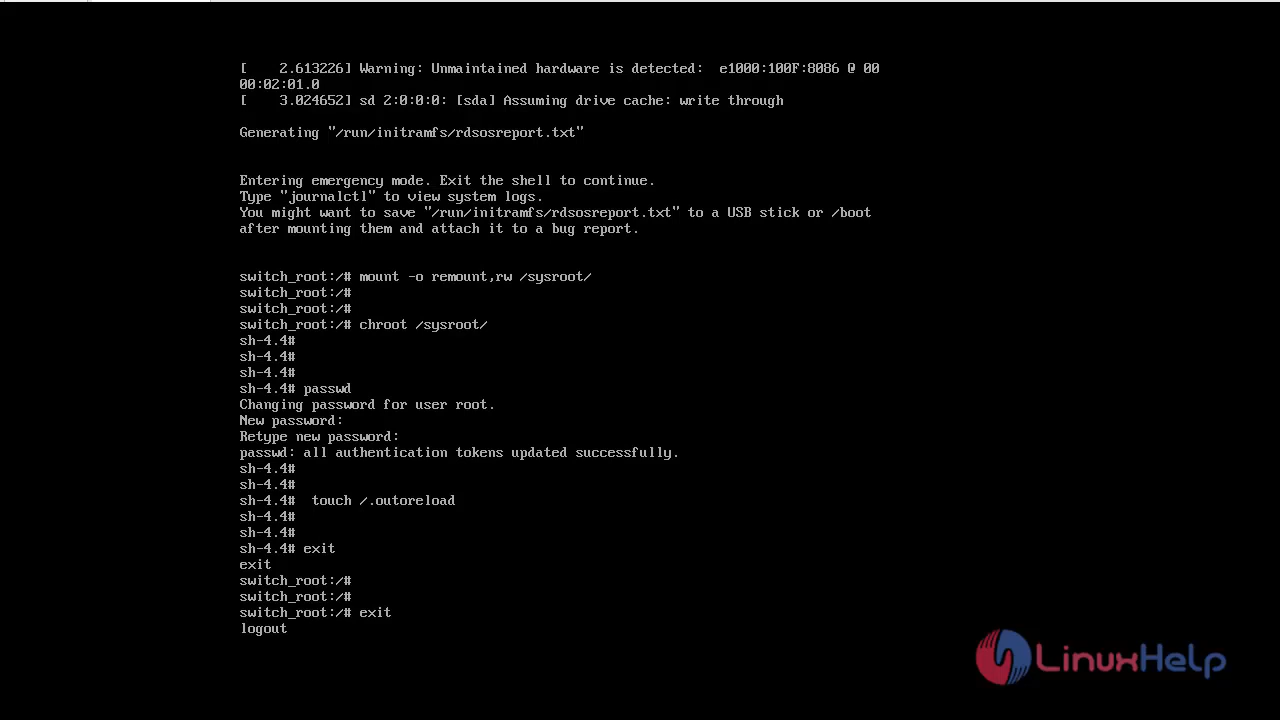 [    2.613226] Warning: Unmaintained hardware is detected:  e1000:100F:8086 @ 00
00:02:01.0
[    3.024652] sd 2:0:0:0: [sda] Assuming drive cache: write through
Generating "/run/initramfs/rdsosreport.txt"
Entering emergency mode. Exit the shell to continue.
Type "journalctl" to view system logs.
You might want to save "/run/initramfs/rdsosreport.txt" to a USB stick or /boot
after mounting them and attach it to a bug report.
switch_root:/# mount -o remount,rw /sysroot/
switch_root:/#
switch_root:/#
switch_root:/# chroot /sysroot/
sh-4.4#
sh-4.4#
sh-4.4#
sh-4.4# passwd
Changing password for user root.
New password:
Retype new password:
passwd: all authentication tokens updated successfully.
sh-4.4#
sh-4.4#
sh-4.4#  touch /.outoreload
sh-4.4#
sh-4.4#
sh-4.4# exit
exit
switch_root:/#
switch_root:/#
switch_root:/# exit
logout
LinuxHelp